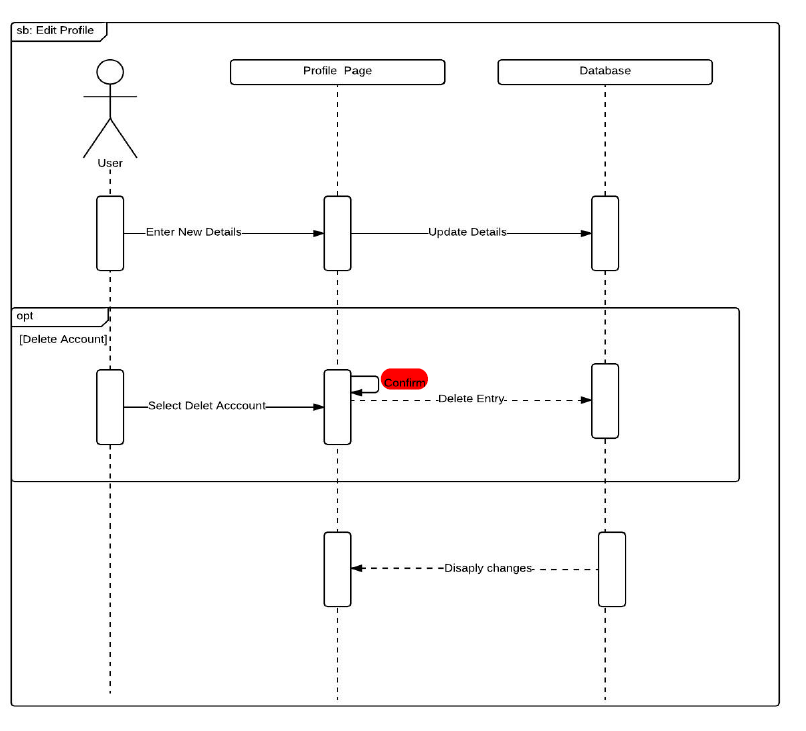 sb: Edit Profile
Profile Page
Database
User
Enter New Details
Update Details
opt
[Delete Account]
Confirm
Delete Entry
Select Delet Acccount
Disaply changes